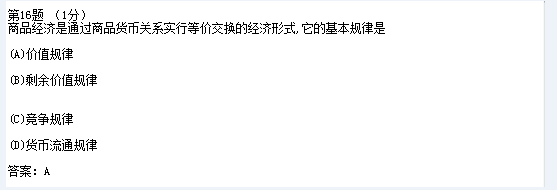 第16题 (1分)
商品经济是通过商品货币关系实行等价交换的经济形式,它的基本规律是
(A)价值规律
(B)剩余价值规律
(C)竞争规律
(D)货币流通规律
答案: A